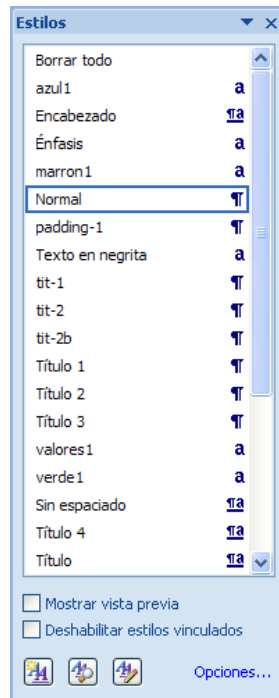 Estilos
Borrar todo
azul1 a
Encabezado ¶a
Énfasis a
marron1 a
Normal ¶
padding-1 ¶
Texto en negrita a
tit-1 ¶
tit-2 ¶
tit-2b ¶
Título 1 ¶
Título 2 ¶
Título 3 ¶
valores1 a
verde1 a
Sin espaciado ¶a
Título 4 ¶a
Título ¶a
Mostrar vista previa
Deshabilitar estilos vinculados
Opciones...